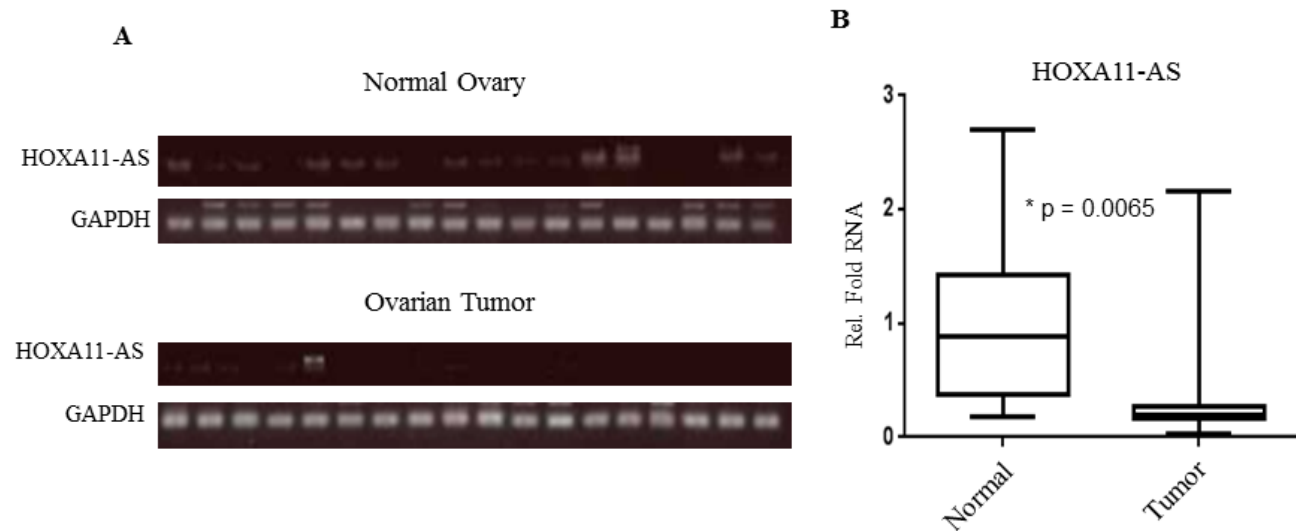 A
Normal Ovary
HOXA11-AS
GAPDH
Ovarian Tumor
HOXA11-AS
GAPDH
B
HOXA11-AS
3
2
1
0
Rel. Fold RNA
* p = 0.0065
Normal
Tumor